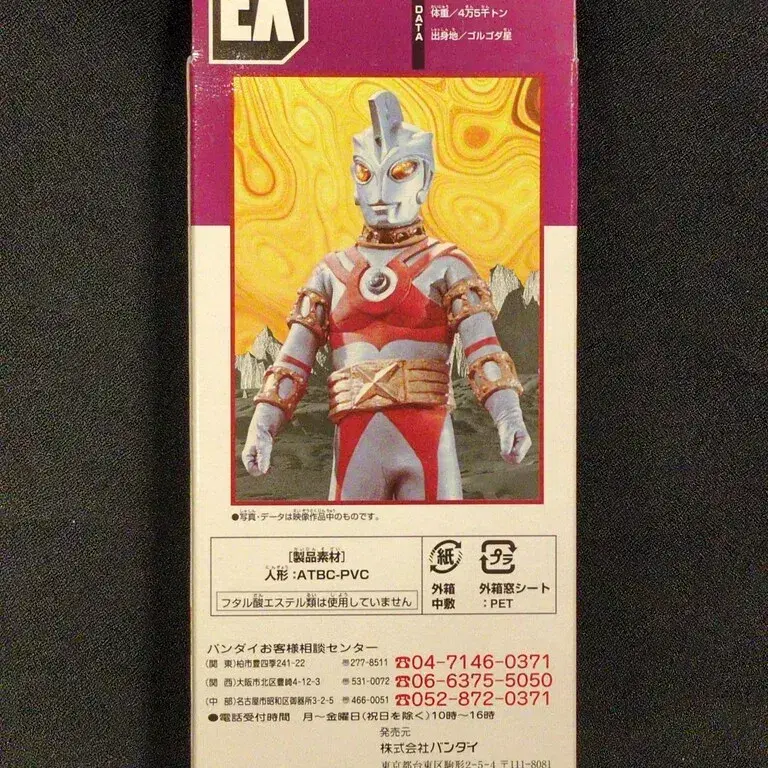 EX
DATA
体重/4万5千トン
出身地/ゴルゴダ星
●写真・データは映像作品中のものです。
[製品素材]
人形:ATBC-PVC
フタル酸エステル類は使用していません
紙
プラ
外箱
中敷
外箱窓シート
:PET
バンダイお客様相談センター
(関 東)柏市豊四季241-22 〠277-8511 ☎04-7146-0371
(関 西)大阪市北区豊崎4-12-3 〠531-0072 ☎06-6375-5050
(中 部)名古屋市昭和区御器所3-2-5 〠466-0051 ☎052-872-0371
●電話受付時間 月〜金曜日(祝日を除く)10時〜16時
発売元
株式会社バンダイ
東京都台東区駒形2-5-4 〒111-8081